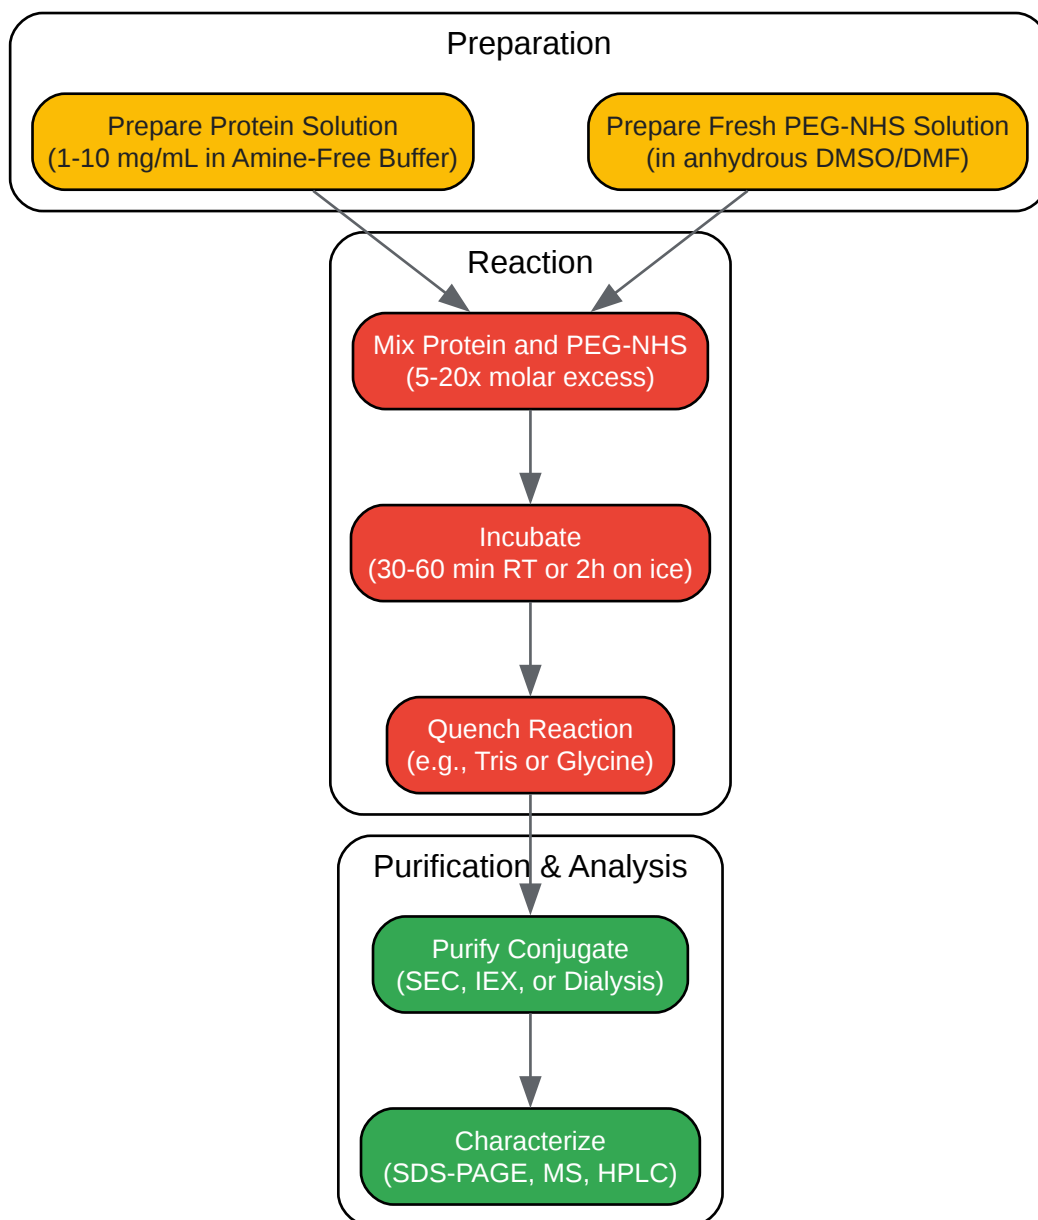 Preparation
Prepare Protein Solution
(1-10 mg/mL in Amine-Free Buffer)
Prepare Fresh PEG-NHS Solution
(in anhydrous DMSO/DMF)
Reaction
Mix Protein and PEG-NHS
(5-20x molar excess)
Incubate
(30-60 min RT or 2h on ice)
Quench Reaction
(e.g., Tris or Glycine)
Purification & Analysis
Purify Conjugate
(SEC, IEX, or Dialysis)
Characterize
(SDS-PAGE, MS, HPLC)